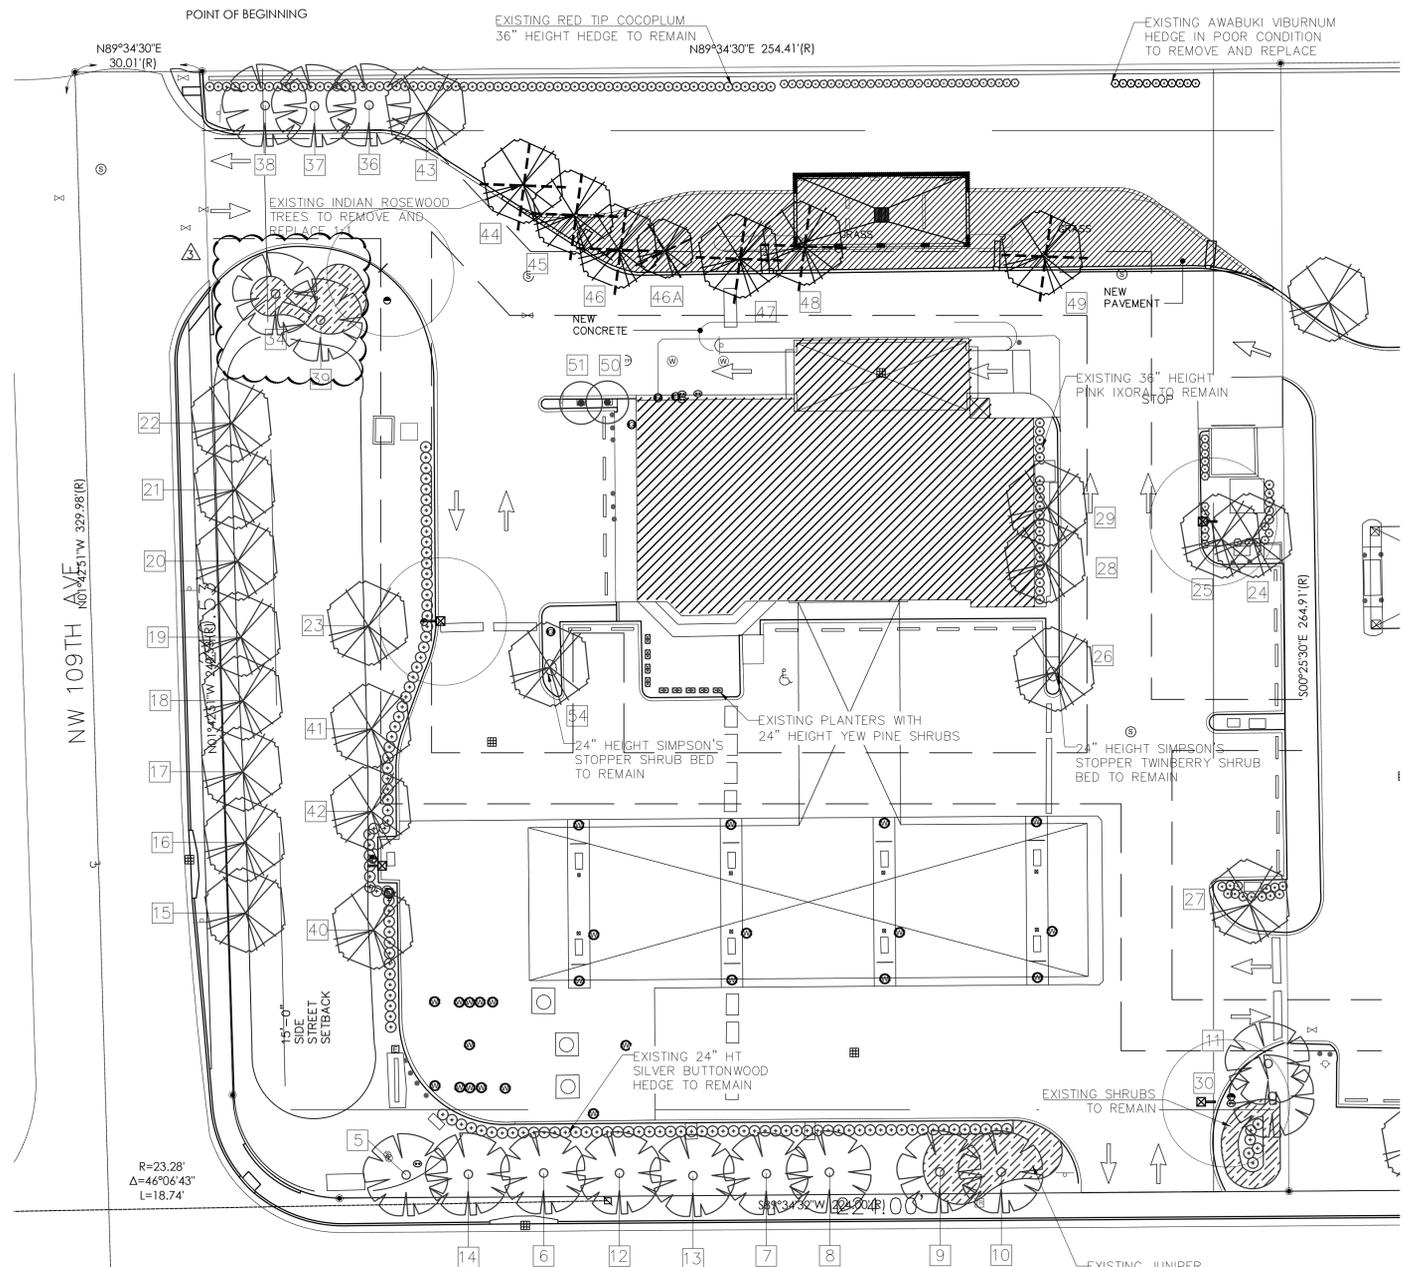 POINT OF BEGINNING
EXISTING RED TIP COCOPLUM
36" HEIGHT HEDGE TO REMAIN
EXISTING AWABUKI VIBURNUM
HEDGE IN POOR CONDITION
TO REMOVE AND REPLACE
N89°34'30"E
30.01'(R)
N89°34'30"E 254.41'(R)
38
37
36
43
EXISTING INDIAN ROSEWOOD
TREES TO REMOVE AND
REPLACE 1:1
3
34
39
44
45
46
46A
47
48
49
GRASS
GRASS
NEW
PAVEMENT
NEW
CONCRETE
51
50
EXISTING 36" HEIGHT
PINK IXORA TO REMAIN
STOP
22
21
20
19
18
17
16
15
23
41
42
40
29
28
25
24
26
54
27
NW 109TH AVE
N01°42'51"W 329.98'(R)
S00°25'30"E 264.91'(R)
EXISTING PLANTERS WITH
24" HEIGHT YEW PINE SHRUBS
24" HEIGHT SIMPSON'S
STOPPER SHRUB BED
TO REMAIN
24" HEIGHT SIMPSON'S
STOPPER TWINBERRY SHRUB
BED TO REMAIN
15'-0"
SIDE
STREET
SETBACK
EXISTING 24" HT
SILVER BUTTONWOOD
HEDGE TO REMAIN
11
30
EXISTING SHRUBS
TO REMAIN
5
R=23.28'
Δ=46°06'43"
L=18.74'
S89°34'32"W 224.00'(R)
224.00'
14
6
12
13
7
8
9
10
EXISTING JUNIPER